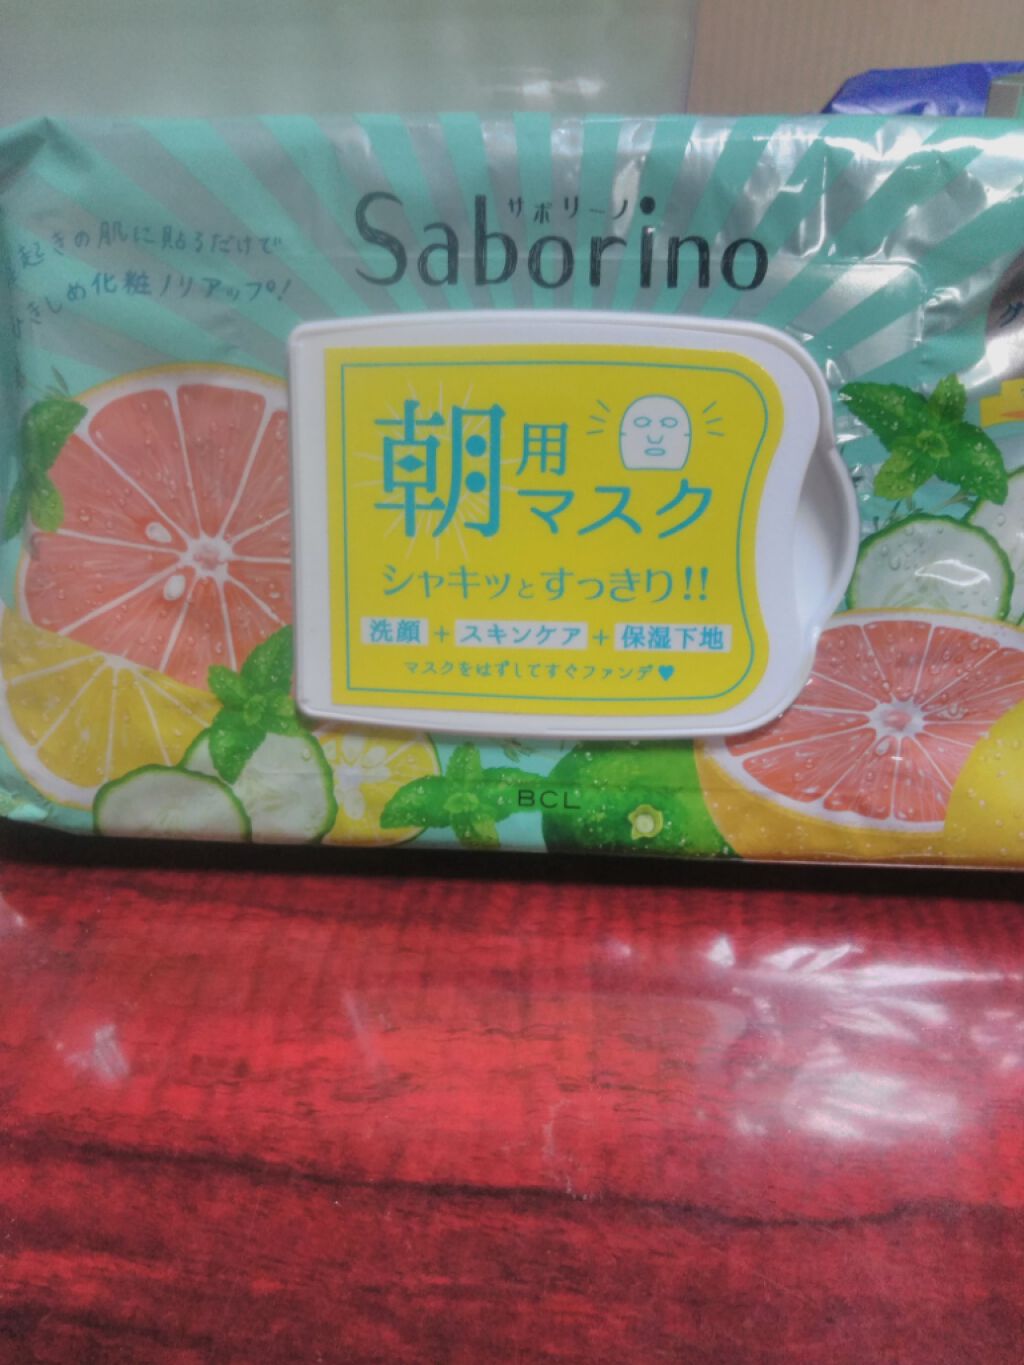 サボリーノ
Saborino
起きの肌に貼るだけで
きしめ化粧ノリアップ!
朝用
マスク
シャキッとすっきり!!
洗顔 + スキンケア + 保湿下地
マスクをはずしてすぐファンデ♥
BCL